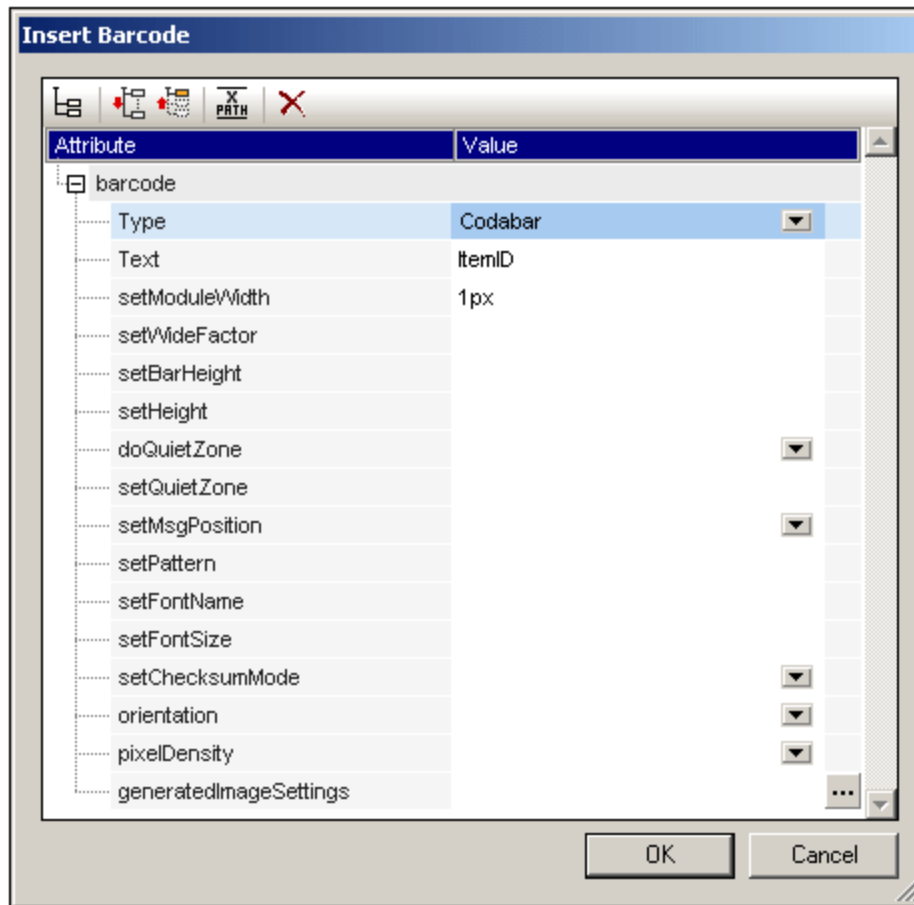 Insert Barcode
X
PATH
Attribute Value
barcode
Type Codabar
Text ItemID
setModuleWidth 1px
setWideFactor
setBarHeight
setHeight
doQuietZone
setQuietZone
setMsgPosition
setPattern
setFontName
setFontSize
setChecksumMode
orientation
pixelDensity
generatedImageSettings ...
OK Cancel